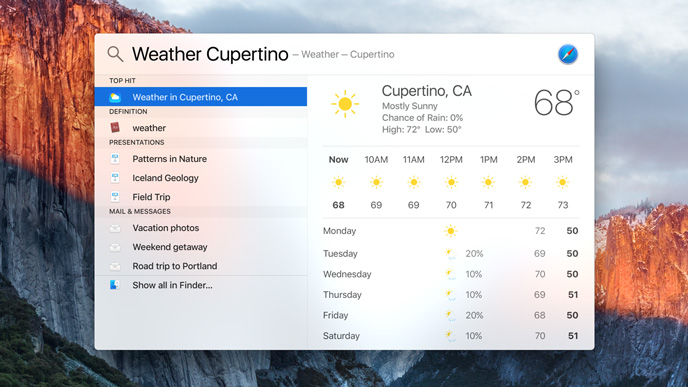 Weather Cupertino — Weather — Cupertino
TOP HIT
Weather in Cupertino, CA
DEFINITION
weather
PRESENTATIONS
Patterns in Nature
Iceland Geology
Field Trip
MAIL & MESSAGES
Vacation photos
Weekend getaway
Road trip to Portland
Show all in Finder...
Cupertino, CA
Mostly Sunny
Chance of Rain: 0%
High: 72° Low: 50°
68°
Now 10AM 11AM 12PM 1PM 2PM 3PM
68 69 69 70 71 72 73
Monday 72 50
Tuesday 20% 69 50
Wednesday 10% 70 50
Thursday 10% 69 51
Friday 20% 68 50
Saturday 10% 70 51